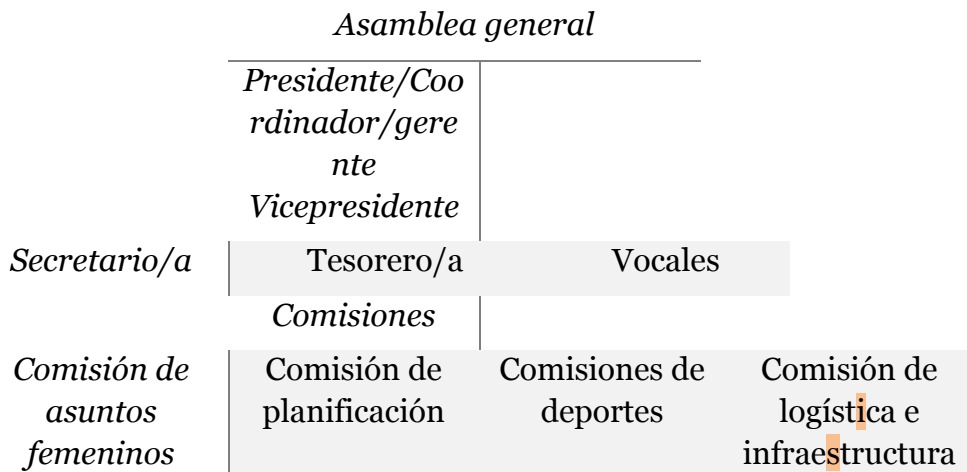 Asamblea general
Presidente/Coo
rdinador/gere
nte
Vicepresidente
Secretario/a Tesorero/a Vocales
Comisiones
Comisión de Comisión de Comisiones de Comisión de
asuntos planificación deportes logística e
femeninos infraestructura